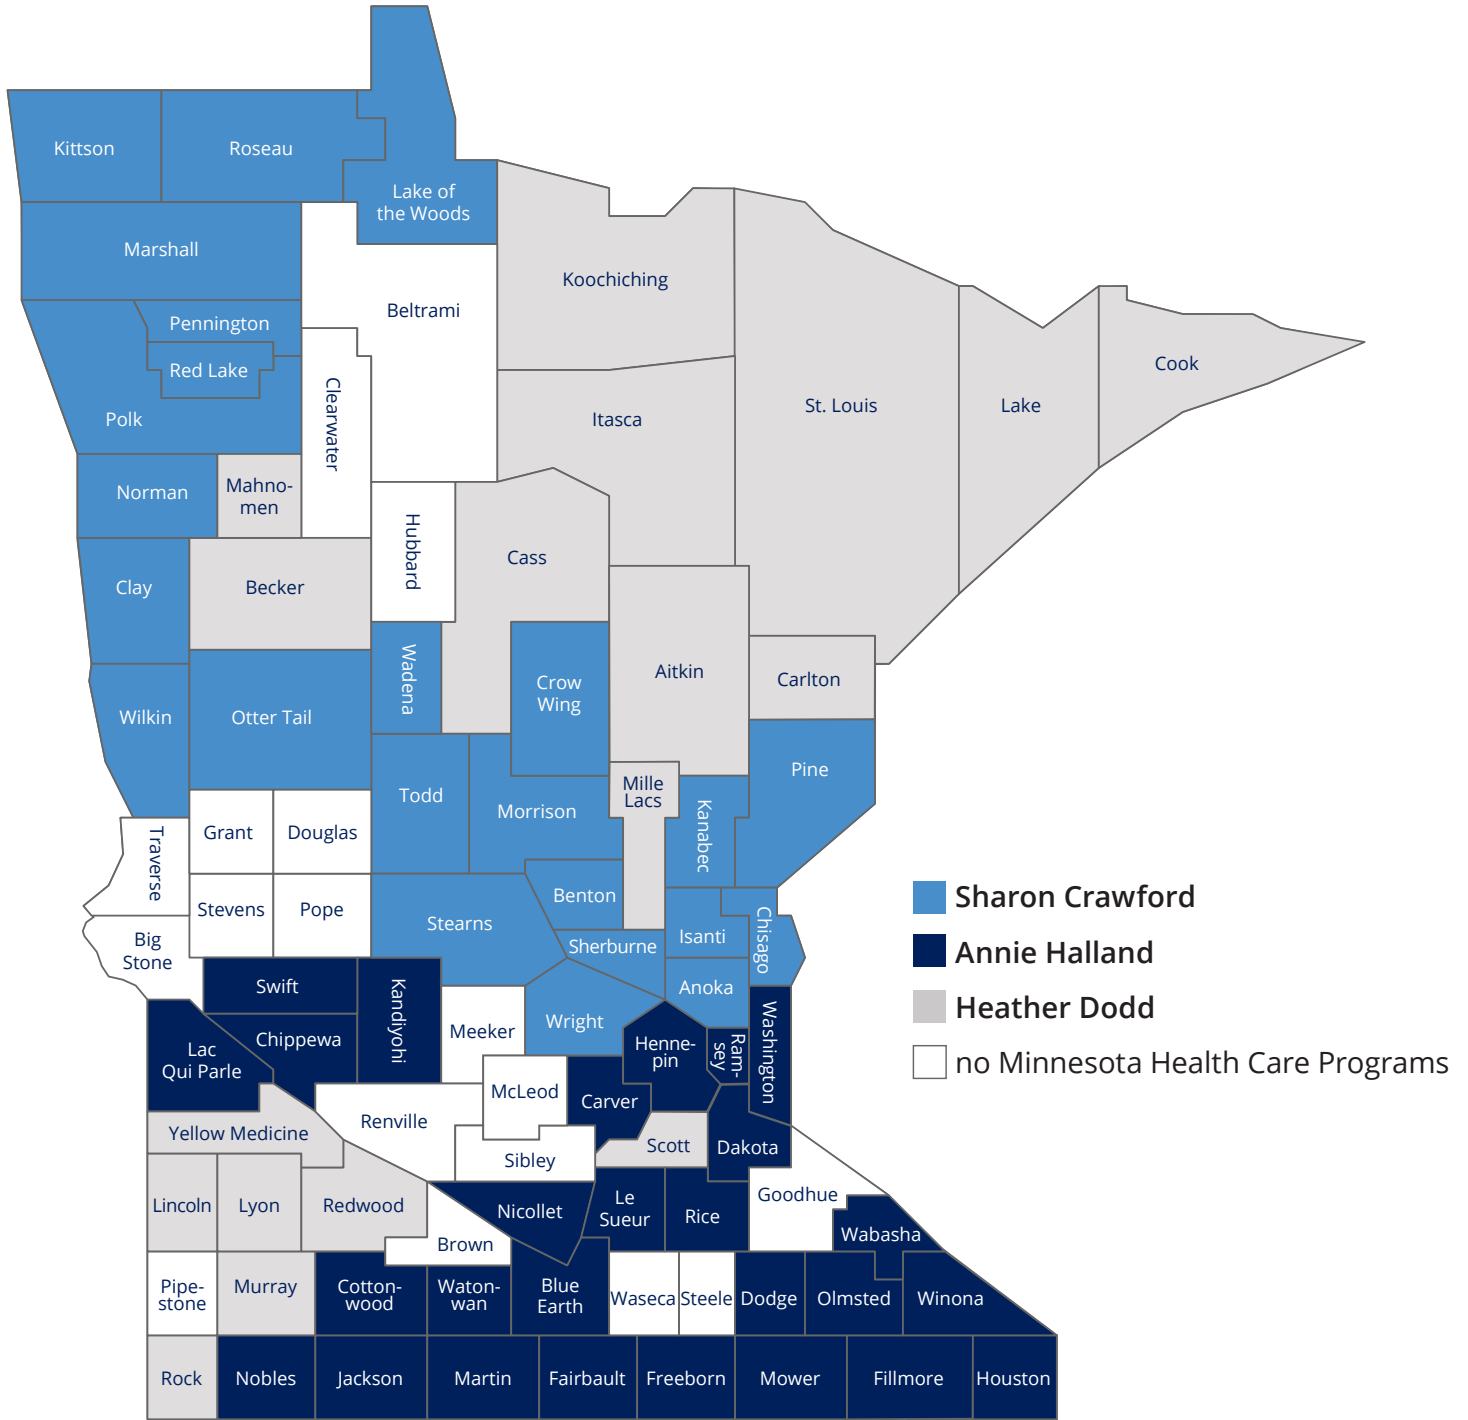 Kittson
Roseau
Lake of
the Woods
Marshall
Koochiching
Beltrami
Pennington
Red Lake
Cook
Polk
Clearwater
Itasca
St. Louis
Lake
Norman
Mahno-
men
Hubbard
Cass
Clay
Becker
Wadena
Crow
Wing
Aitkin
Carlton
Wilkin
Otter Tail
Pine
Todd
Morrison
Mille
Lacs
Kanabec
Traverse
Grant
Douglas
Benton
Stevens
Pope
Stearns
Isanti
Chisago
Sherburne
Big
Stone
Swift
Kandiyohi
Anoka
Meeker
Wright
Washington
Lac
Qui Parle
Chippewa
Henne-
pin
Ram-
sey
McLeod
Carver
Renville
Yellow Medicine
Scott
Dakota
Sibley
Lincoln
Lyon
Redwood
Nicollet
Le
Sueur
Rice
Goodhue
Wabasha
Brown
Pipe-
stone
Murray
Cotton-
wood
Waton-
wan
Blue
Earth
Waseca
Steele
Dodge
Olmsted
Winona
Rock
Nobles
Jackson
Martin
Fairbault
Freeborn
Mower
Fillmore
Houston
Sharon Crawford
Annie Halland
Heather Dodd
no Minnesota Health Care Programs